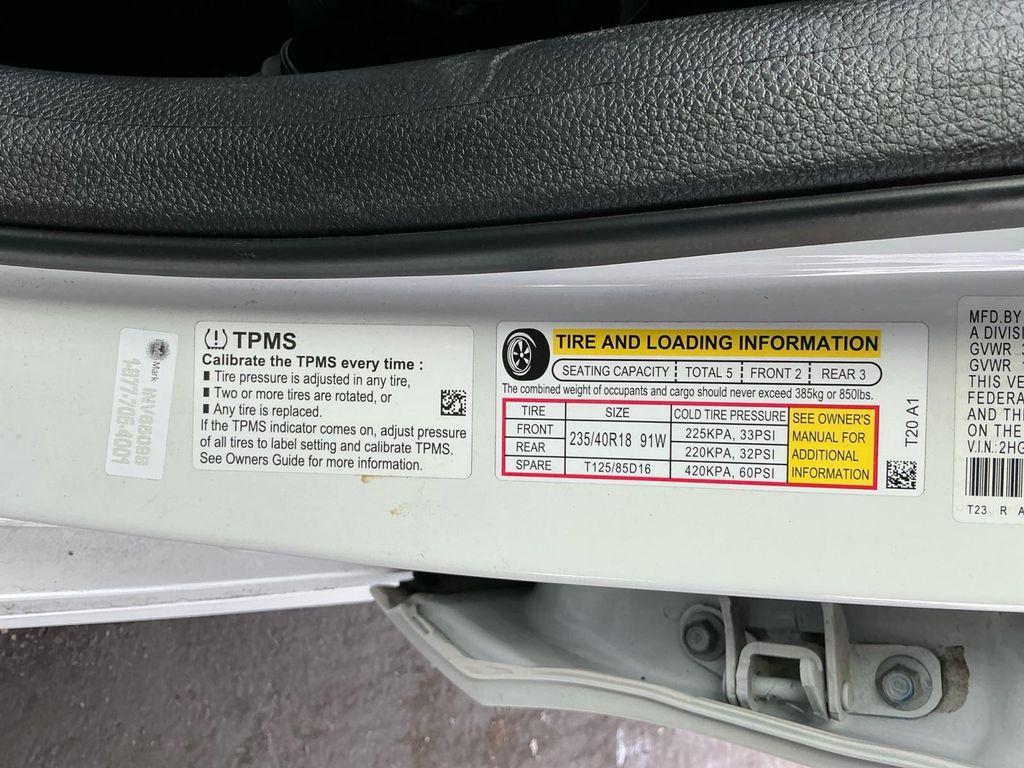 Mark
TPMS
Calibrate the TPMS every time :
■ Tire pressure is adjusted in any tire,
■ Two or more tires are rotated, or
■ Any tire is replaced.
If the TPMS indicator comes on, adjust pressure
of all tires to label setting and calibrate TPMS.
See Owners Guide for more information.
TIRE AND LOADING INFORMATION
SEATING CAPACITY TOTAL 5 FRONT 2 REAR 3
The combined weight of occupants and cargo should never exceed 385kg or 850lbs.
TIRE SIZE COLD TIRE PRESSURE
FRONT 235/40R18 91W 225KPA, 33PSI
REAR 220KPA, 32PSI
SPARE T125/85D16 420KPA, 60PSI
SEE OWNER'S
MANUAL FOR
ADDITIONAL
INFORMATION
T20 A1
MFD.BY
A DIVIS
GVWR
GVWR
THIS VE
FEDERA
AND TH
ON THE
V.I.N.:2HG
T23 R A